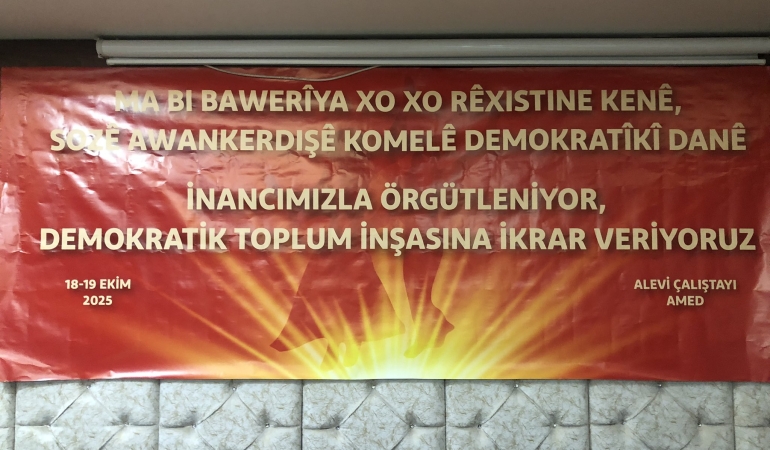 MA BI BAWERÎYA XO XO RÊXISTINE KENÊ,
SOZÊ AWANKERDIŞÊ KOMELÊ DEMOKRATÎKÎ DANÊ
İNANCIMIZLA ÖRGÜTLENİYOR,
DEMOKRATİK TOPLUM İNŞASINA İKRAR VERİYORUZ
18-19 EKİM
2025
ALEVİ ÇALIŞTAYI
AMED